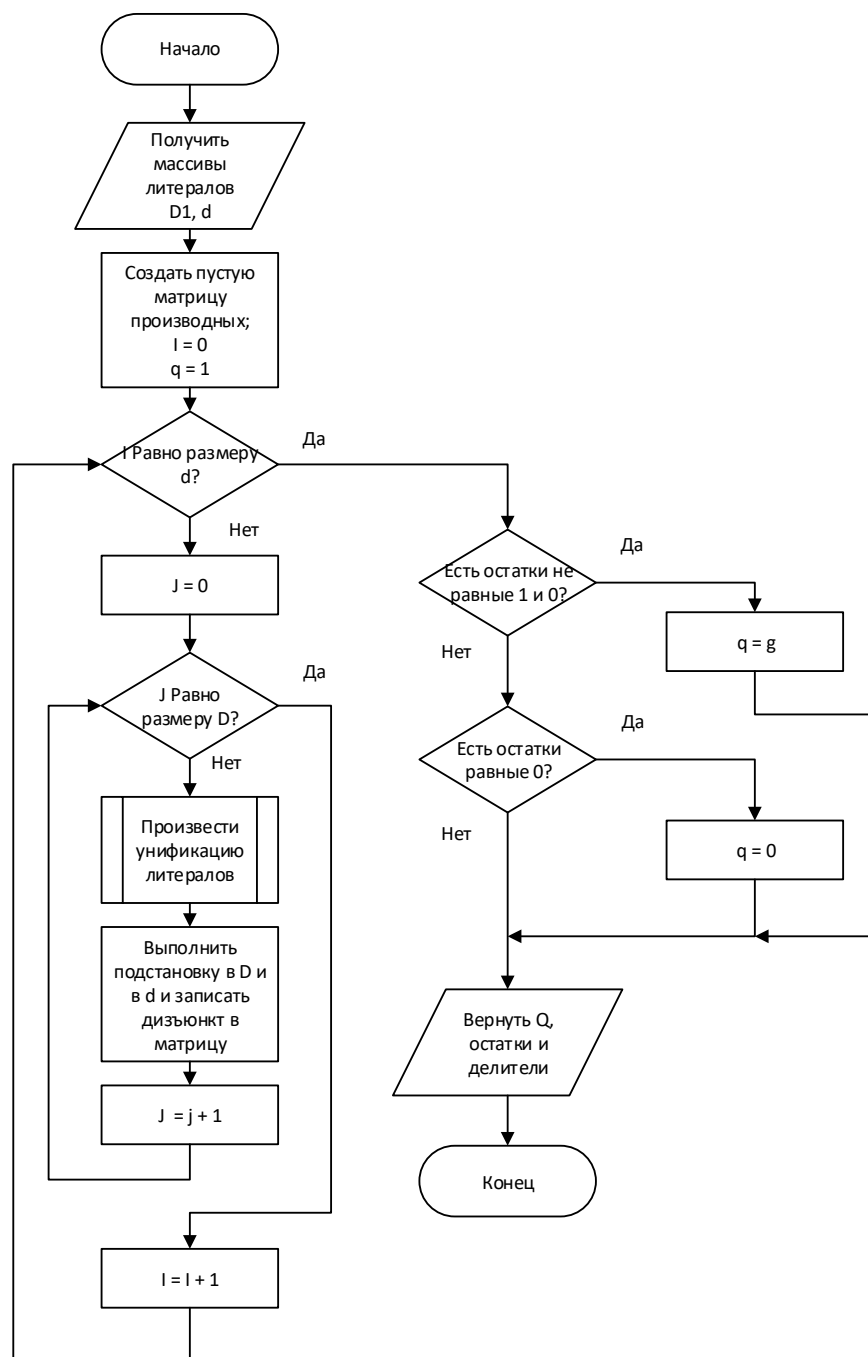 Начало
Получить
массивы
литералов
D1, d
Создать пустую
матрицу
производных;
I = 0
q = 1
I Равно размеру
d?
Да
Нет
J = 0
J Равно
размеру D?
Да
Нет
Произвести
унификацию
литералов
Выполнить
подстановку в D и
в d и записать
дизъюнкт в
матрицу
J = j + 1
I = I + 1
Есть остатки не
равные 1 и 0?
Да
Нет
q = g
Есть остатки
равные 0?
Да
Нет
q = 0
Вернуть Q,
остатки и
делители
Конец